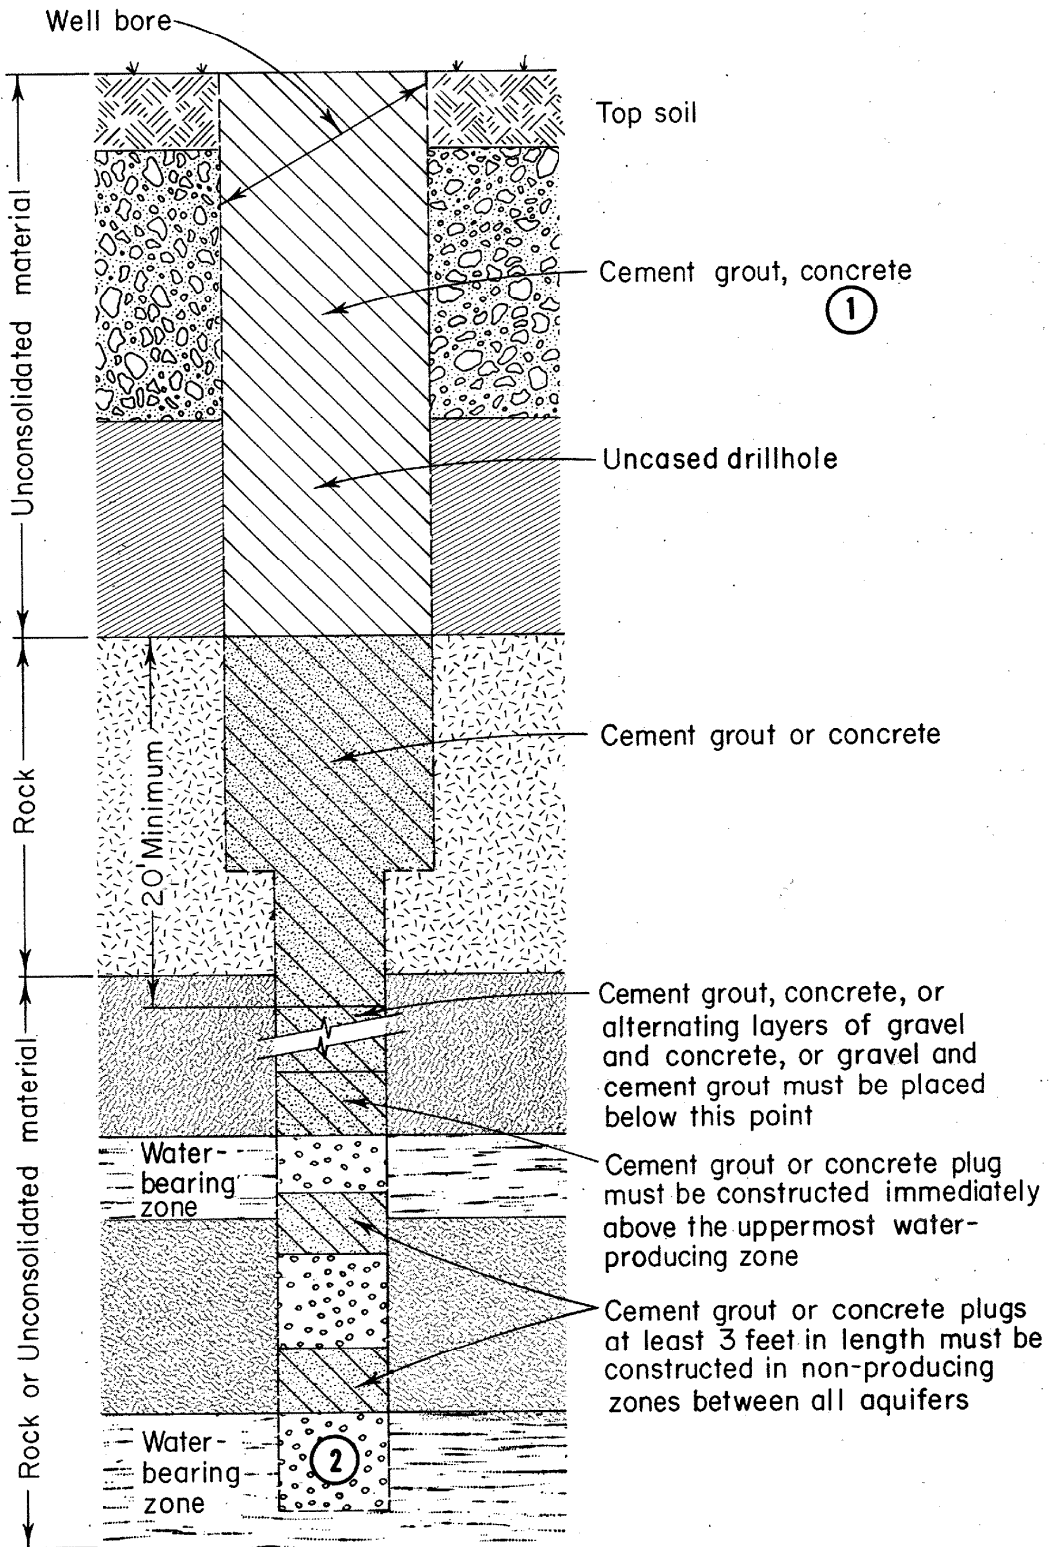 Well bore
Top soil
Unconsolidated material
Cement grout, concrete
1
Uncased drillhole
Rock
20' Minimum
Cement grout or concrete
Rock or Unconsolidated material
Cement grout, concrete, or
alternating layers of gravel
and concrete, or gravel and
cement grout must be placed
below this point
Water-
bearing
zone
Cement grout or concrete plug
must be constructed immediately
above the uppermost water-
producing zone
Cement grout or concrete plugs
at least 3 feet in length must be
constructed in non-producing
zones between all aquifers
Water-
bearing
zone
2